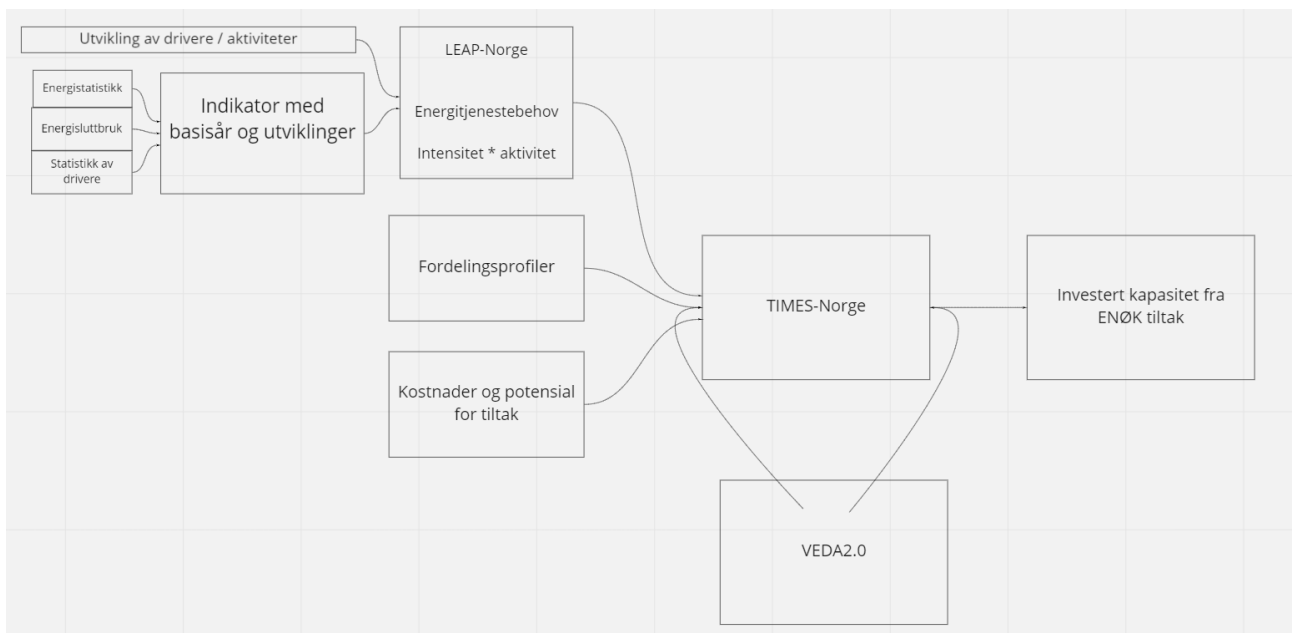 Utvikling av drivere / aktiviteter
Energistatistikk
Energisluttbruk
Statistikk av
drivere
Indikator med
basisår og utviklinger
LEAP-Norge
Energitjenestebehov
Intensitet * aktivitet
Fordelingsprofiler
Kostnader og potensial
for tiltak
TIMES-Norge
Investert kapasitet fra
ENØK tiltak
VEDA2.0